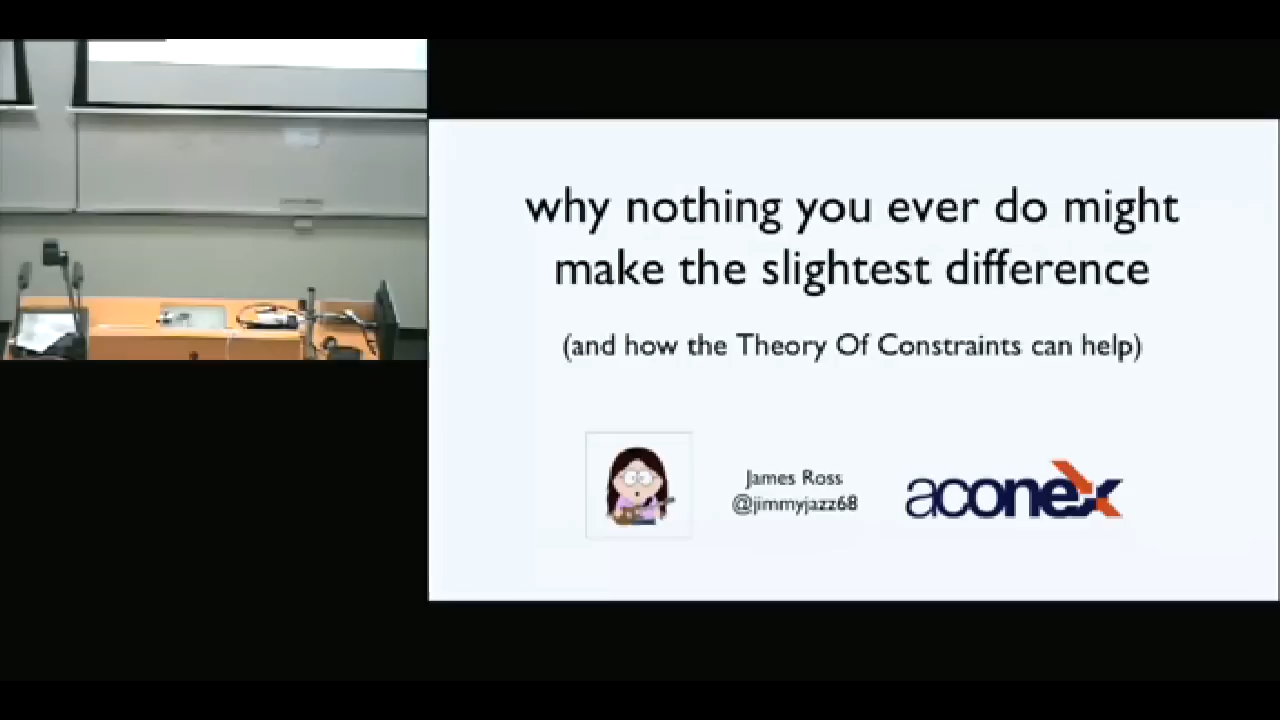 why nothing you ever do might
make the slightest difference
(and how the Theory Of Constraints can help)
James Ross
@jimmyjazz68
aconex